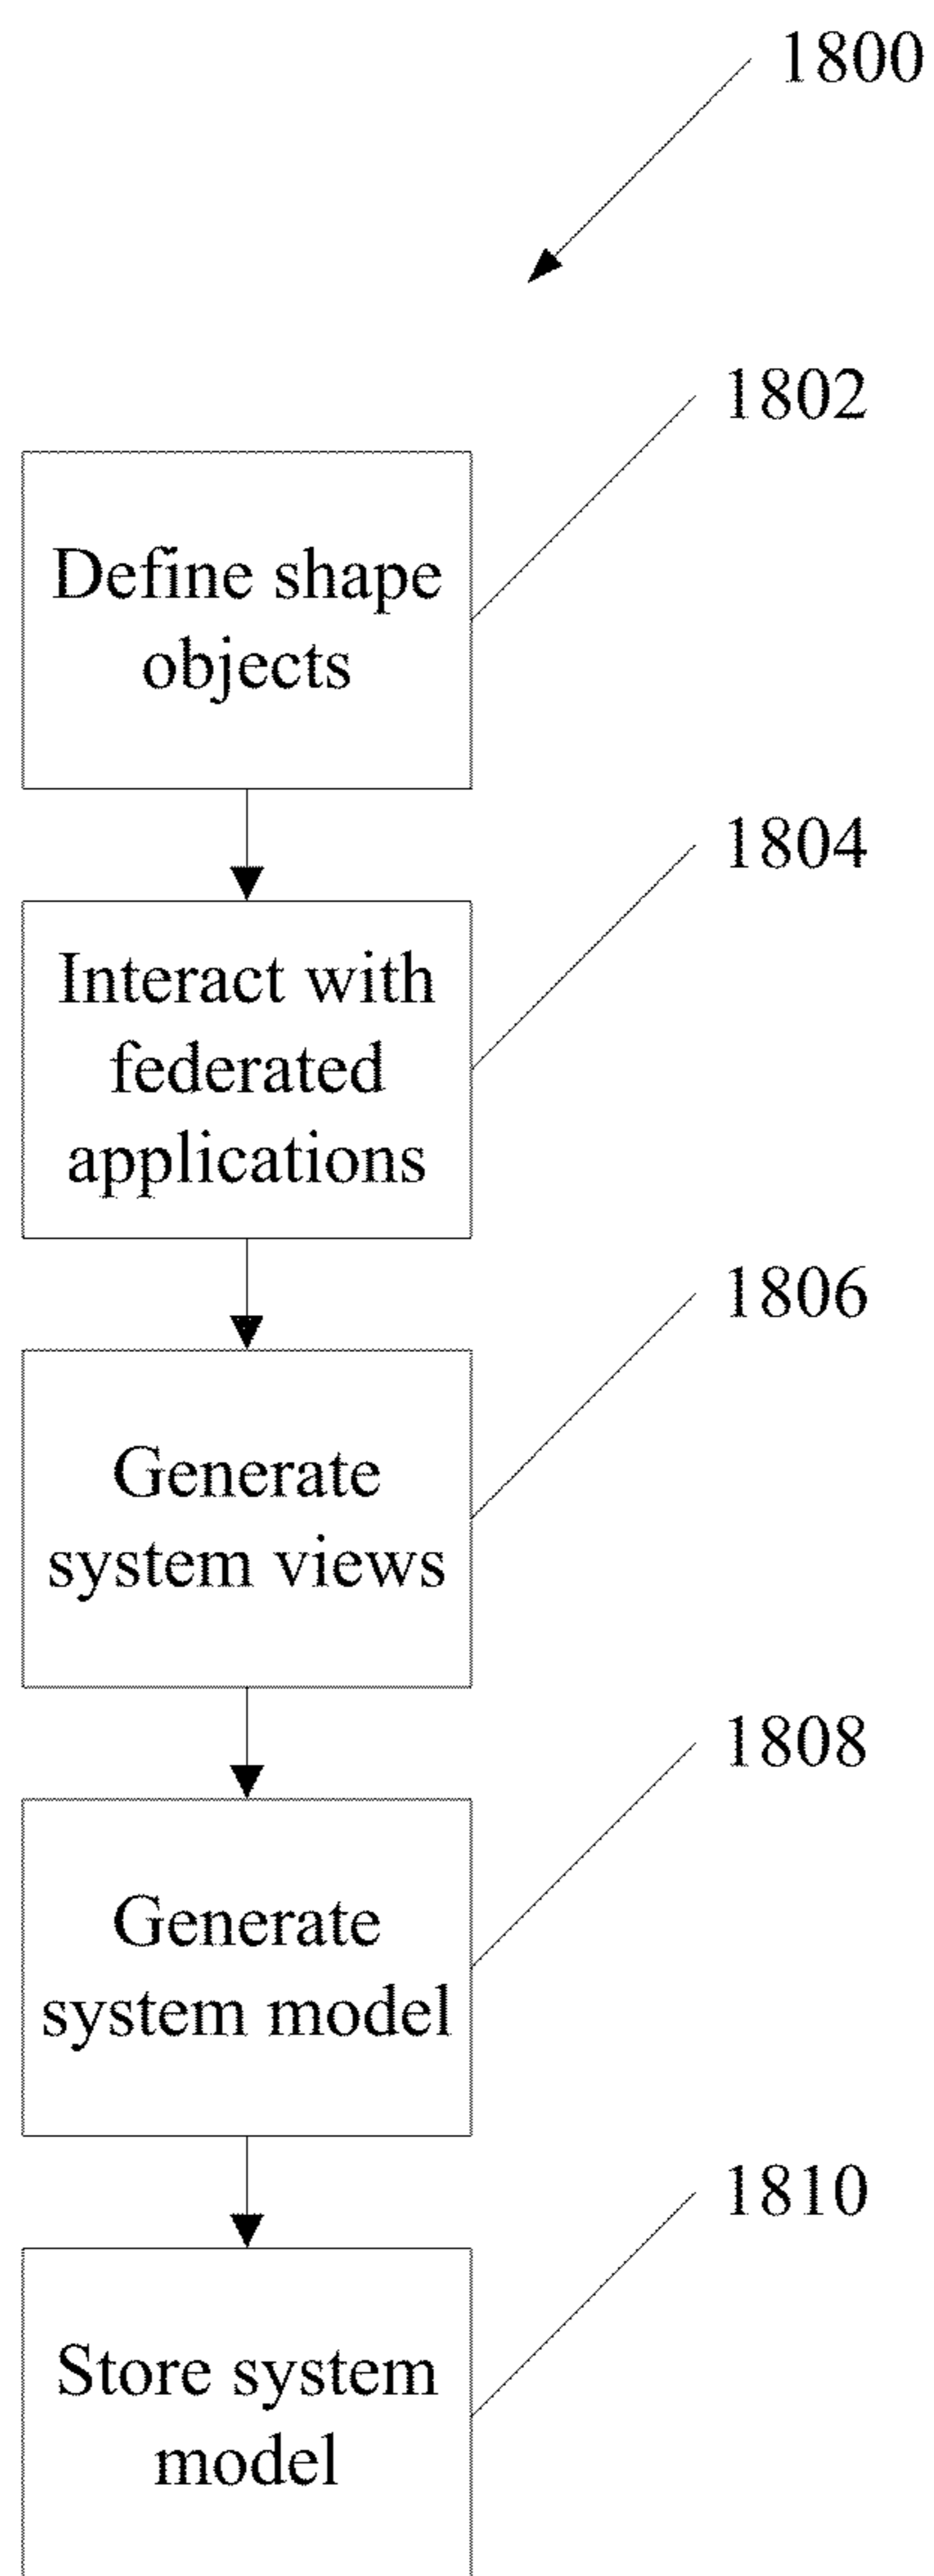 1800
1802
Define shape
objects
1804
Interact with
federated
applications
1806
Generate
system views
1808
Generate
system model
1810
Store system
model